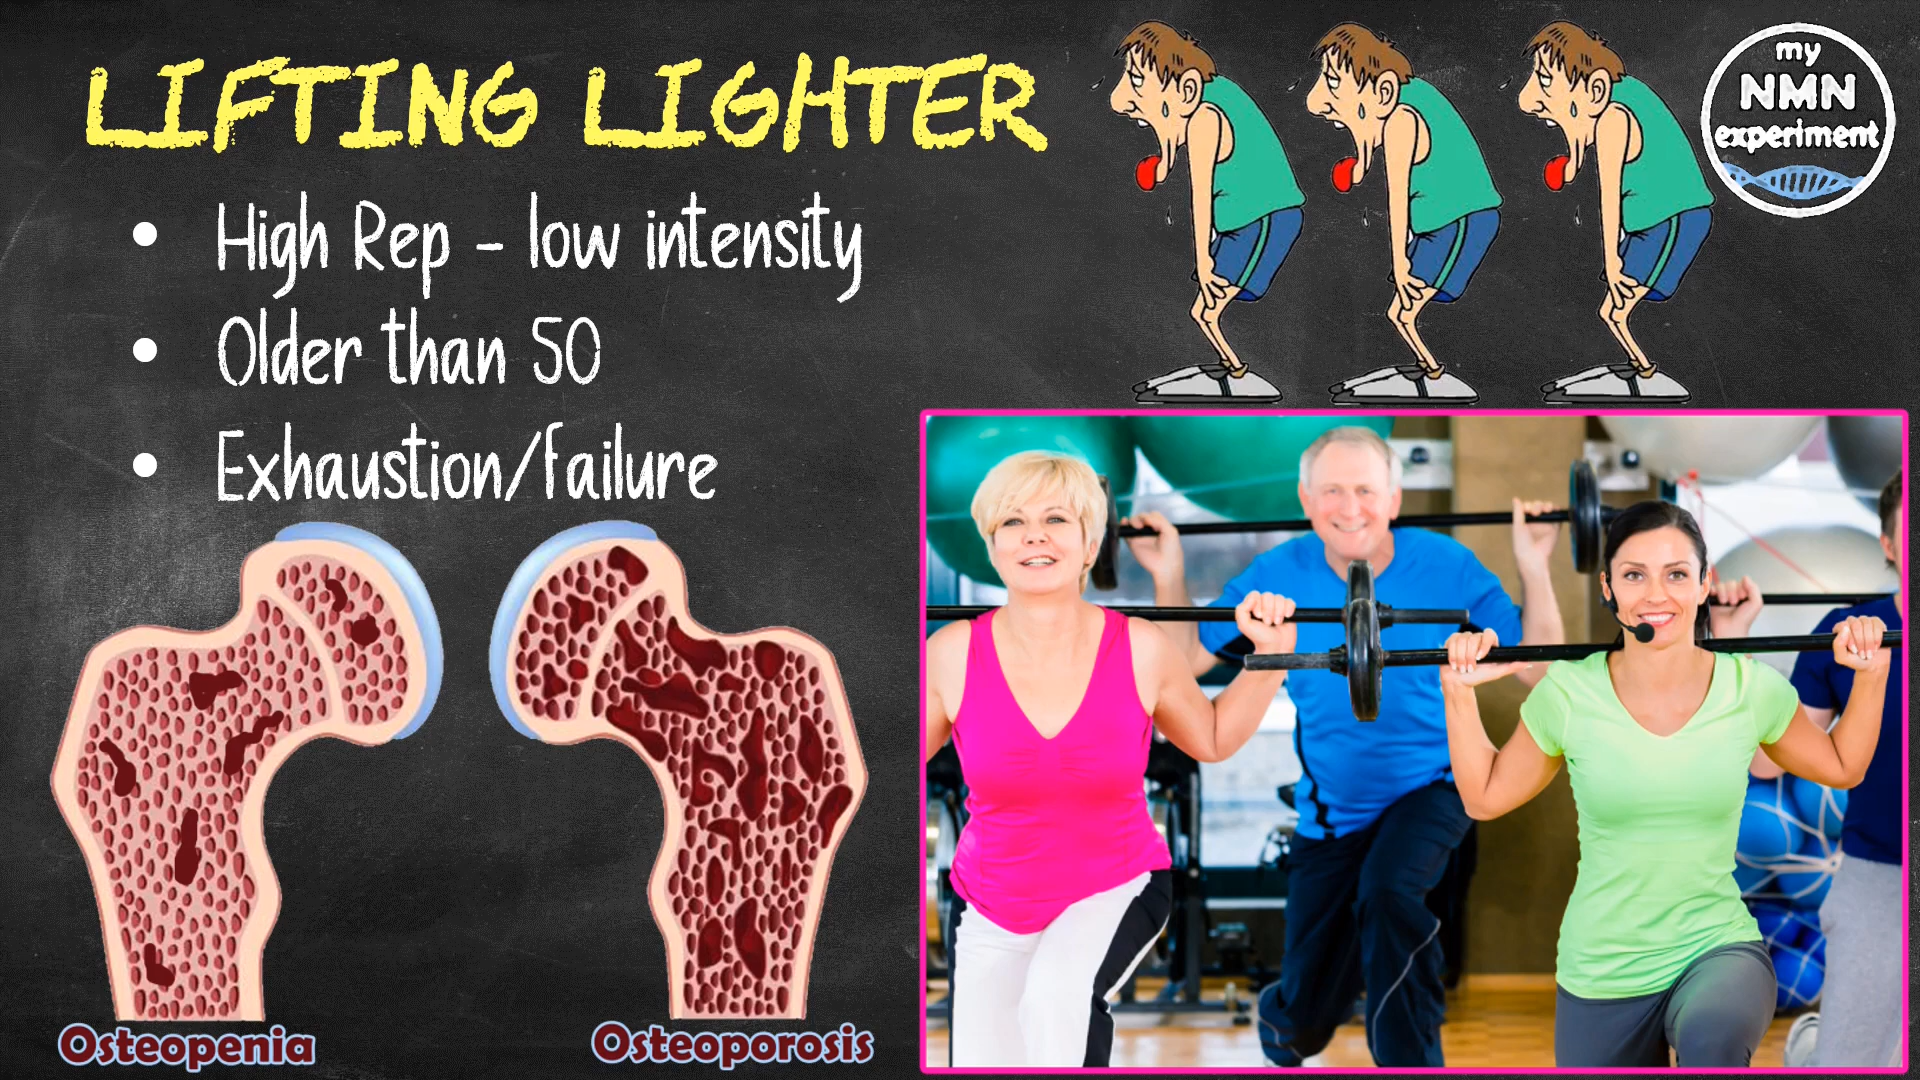 LIFTING LIGHTER
my
NMN
experiment
• High Rep - low intensity
• Older than 50
• Exhaustion/failure
Osteopenia
Osteoporosis